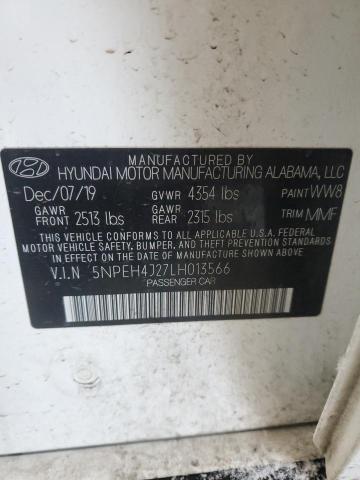 MANUFACTURED BY
HYUNDAI MOTOR MANUFACTURING ALABAMA, LLC
Dec/07/19 GVWR 4354 lbs PAINT WW8
GAWR FRONT 2513 lbs GAWR REAR 2315 lbs TRIM MMF
THIS VEHICLE CONFORMS TO ALL APPLICABLE U.S.A FEDERAL
MOTOR VEHICLE SAFETY, BUMPER, AND THEFT PREVENTION
STANDARDS IN EFFECT ON THE DATE OF MANUFACTURE SHOWN ABOVE.
V.I.N 5NPEH4J27LH013566
PASSENGER CAR